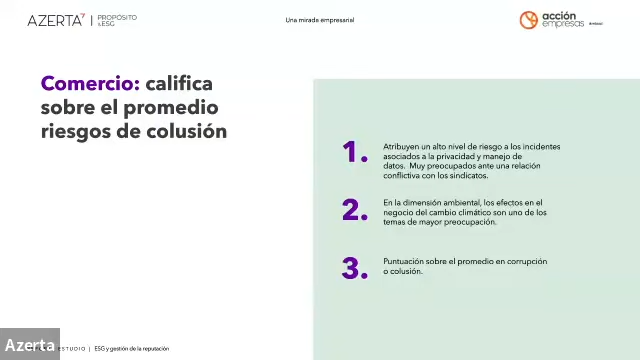 AZERTA
PROPÓSITO
& ESG
Una mirada empresarial
acción
empresas
Comercio: califica
sobre el promedio
riesgos de colusión
1.
Atribuyen un alto nivel de riesgo a los incidentes
asociados a la privacidad y manejo de
datos. Muy preocupados ante una relación
conflictiva con los sindicatos.
2.
En la dimensión ambiental, los efectos en el
negocio del cambio climático son uno de los
temas de mayor preocupación.
3.
Puntuación sobre el promedio en corrupción
o colusión.
Azerta
ESTUDIO | ESG y gestión de la reputación